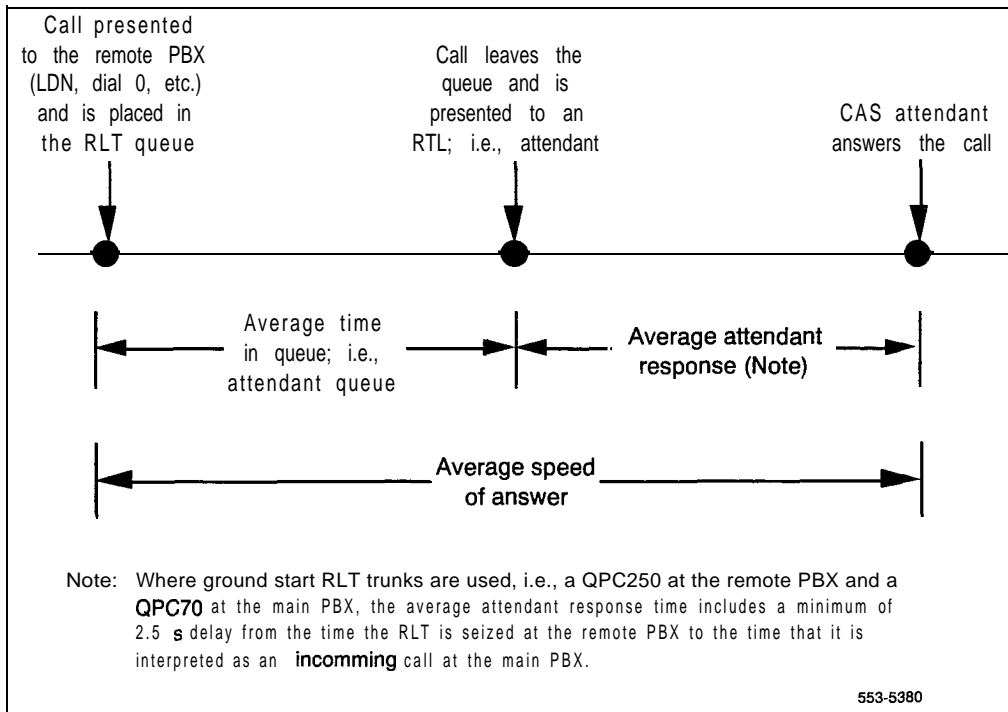 Call presented
to the remote PBX
(LDN, dial 0, etc.)
and is placed in
the RLT queue
Call leaves the
queue and is
presented to an
RTL; i.e., attendant
CAS attendant
answers the call
Average time
in queue; i.e.,
attendant queue
Average attendant
response (Note)
Average speed
of answer
Note: Where ground start RLT trunks are used, i.e., a QPC250 at the remote PBX and a
QPC70 at the main PBX, the average attendant response time includes a minimum of
2.5 s delay from the time the RLT is seized at the remote PBX to the time that it is
interpreted as an incomming call at the main PBX.
553-5380